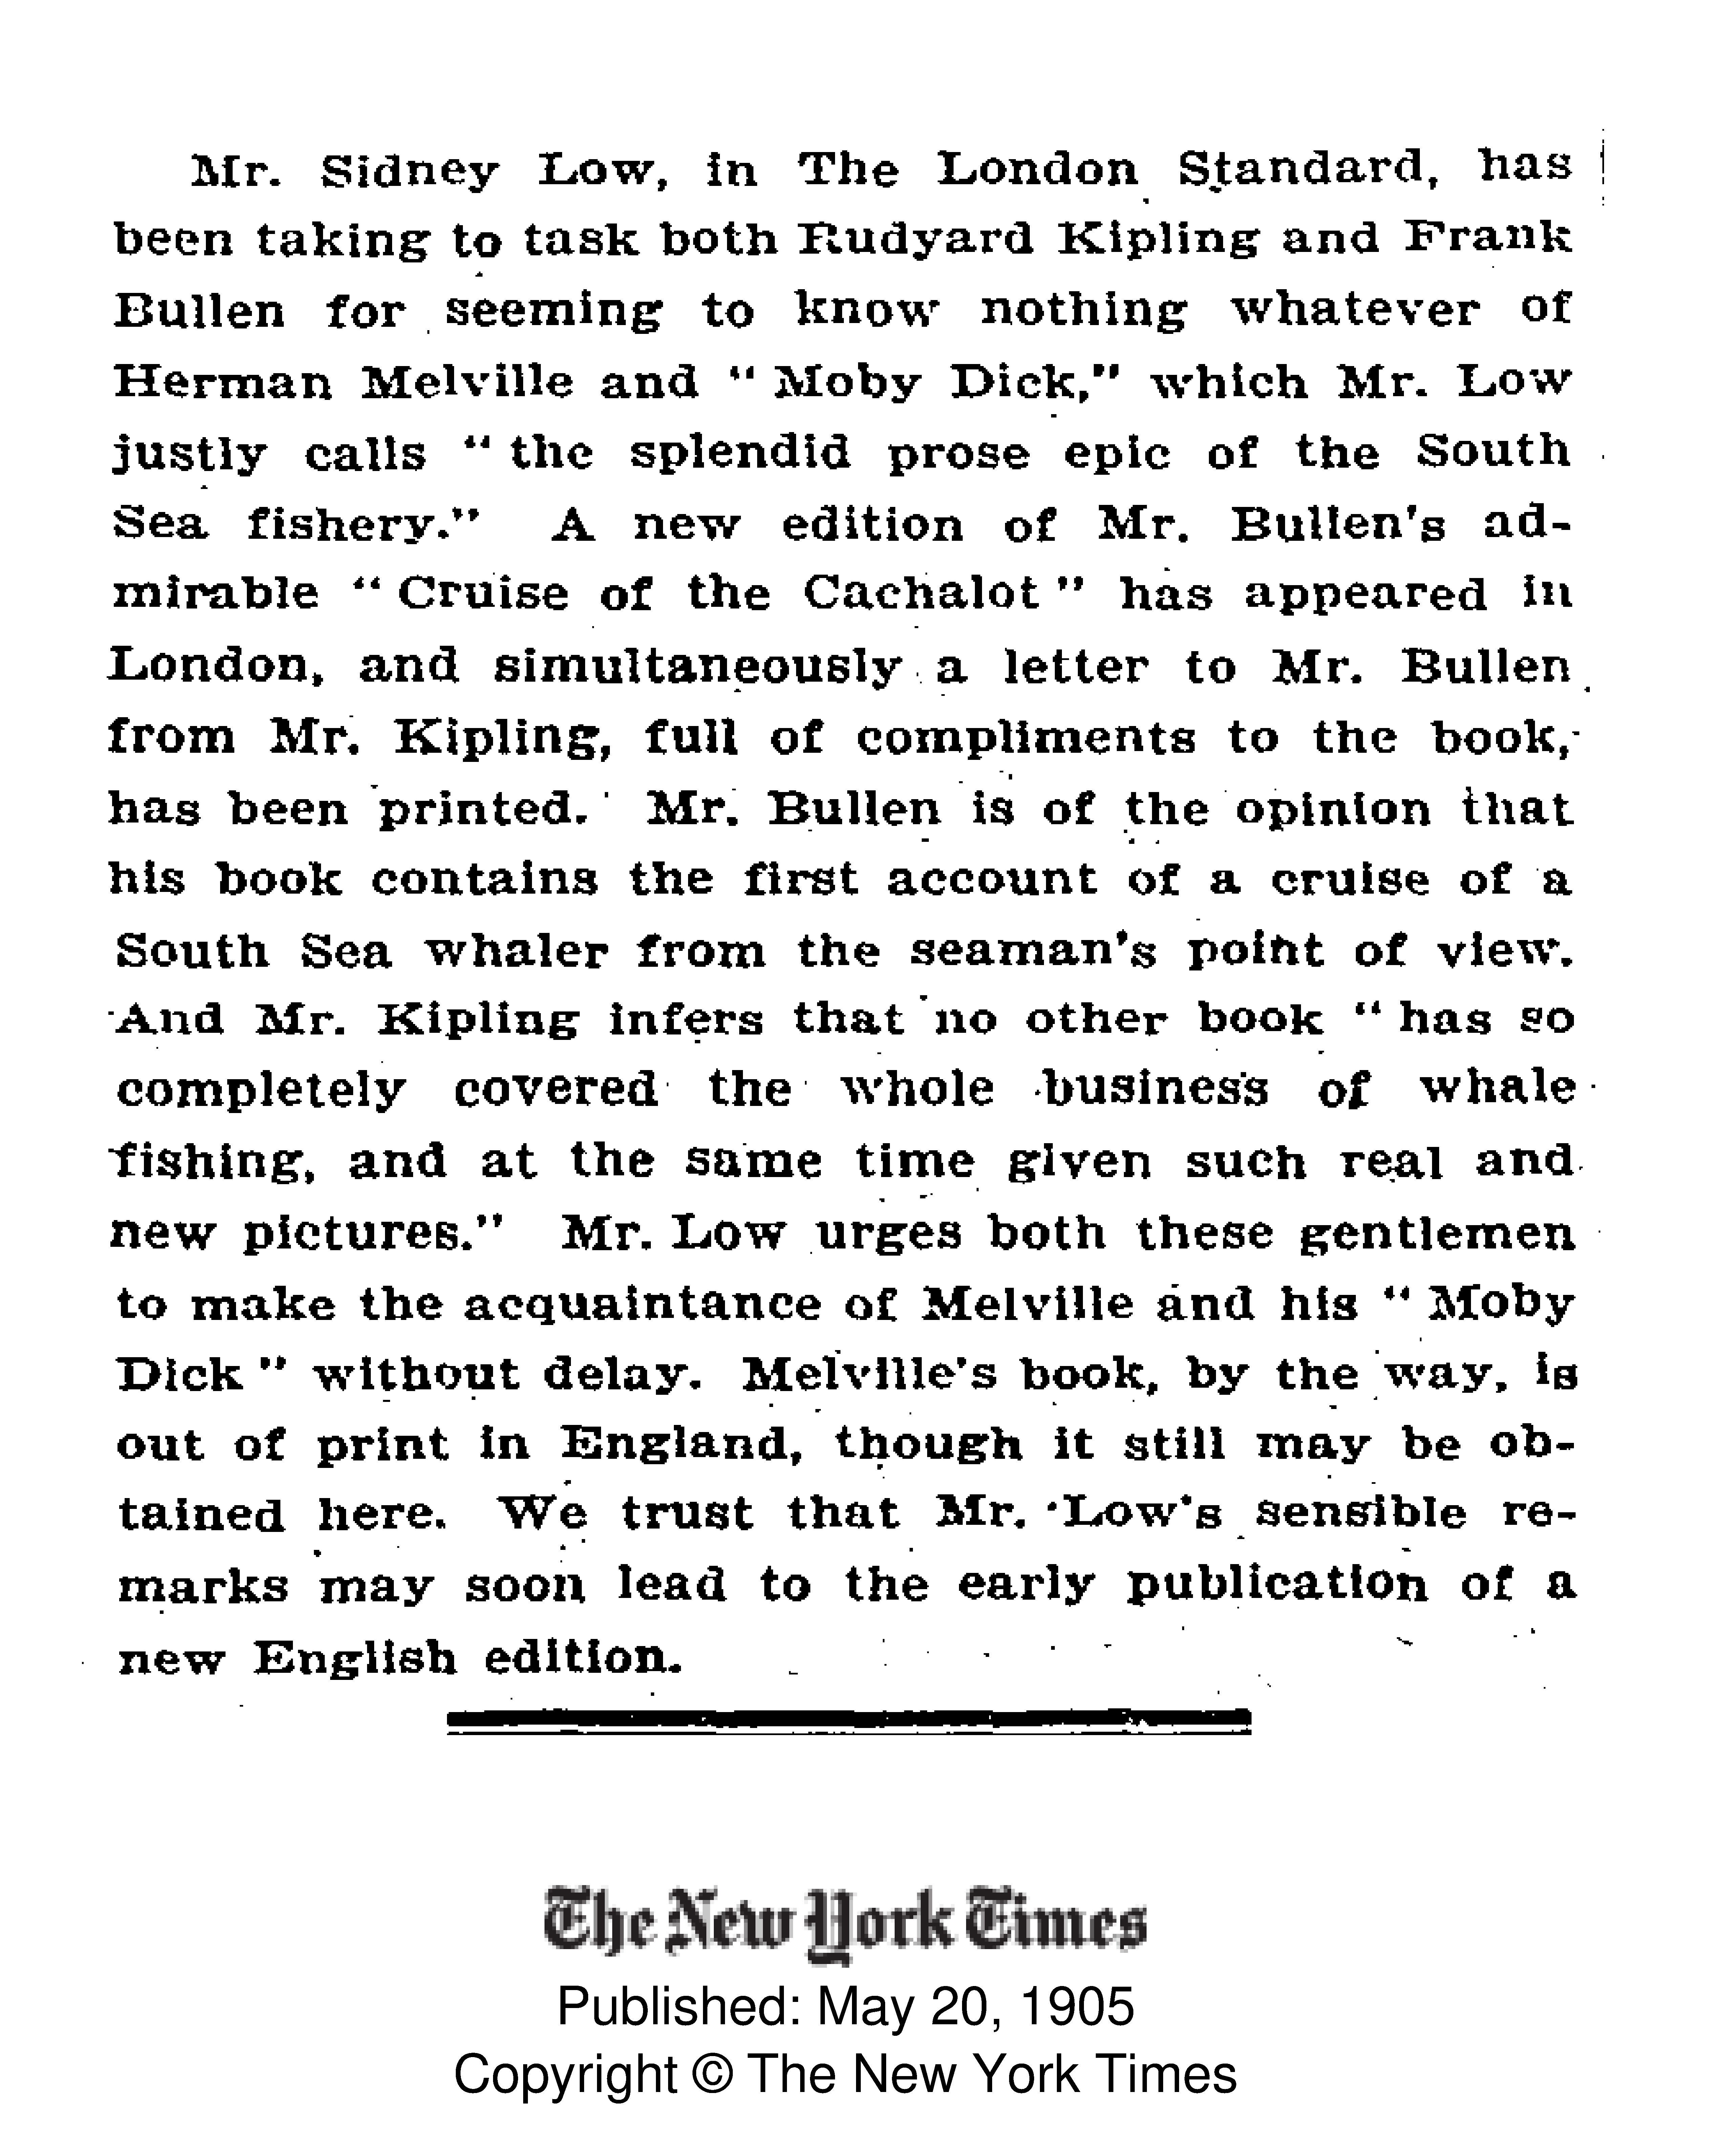 Mr. Sidney Low, in The London Standard, has
been taking to task both Rudyard Kipling and Frank
Bullen for seeming to know nothing whatever of
Herman Melville and " Moby Dick," which Mr. Low
justly calls " the splendid prose epic of the South
Sea fishery." A new edition of Mr. Bullen's ad-
mirable " Cruise of the Cachalot " has appeared in
London, and simultaneously a letter to Mr. Bullen
from Mr. Kipling, full of compliments to the book,
has been printed. Mr. Bullen is of the opinion that
his book contains the first account of a cruise of a
South Sea whaler from the seaman's point of view.
And Mr. Kipling infers that no other book " has so
completely covered the whole business of whale
fishing, and at the same time given such real and
new pictures." Mr. Low urges both these gentlemen
to make the acquaintance of Melville and his " Moby
Dick " without delay. Melville's book, by the way, is
out of print in England, though it still may be ob-
tained here. We trust that Mr. Low's sensible re-
marks may soon lead to the early publication of a
new English edition.
The New York Times
Published: May 20, 1905
Copyright © The New York Times